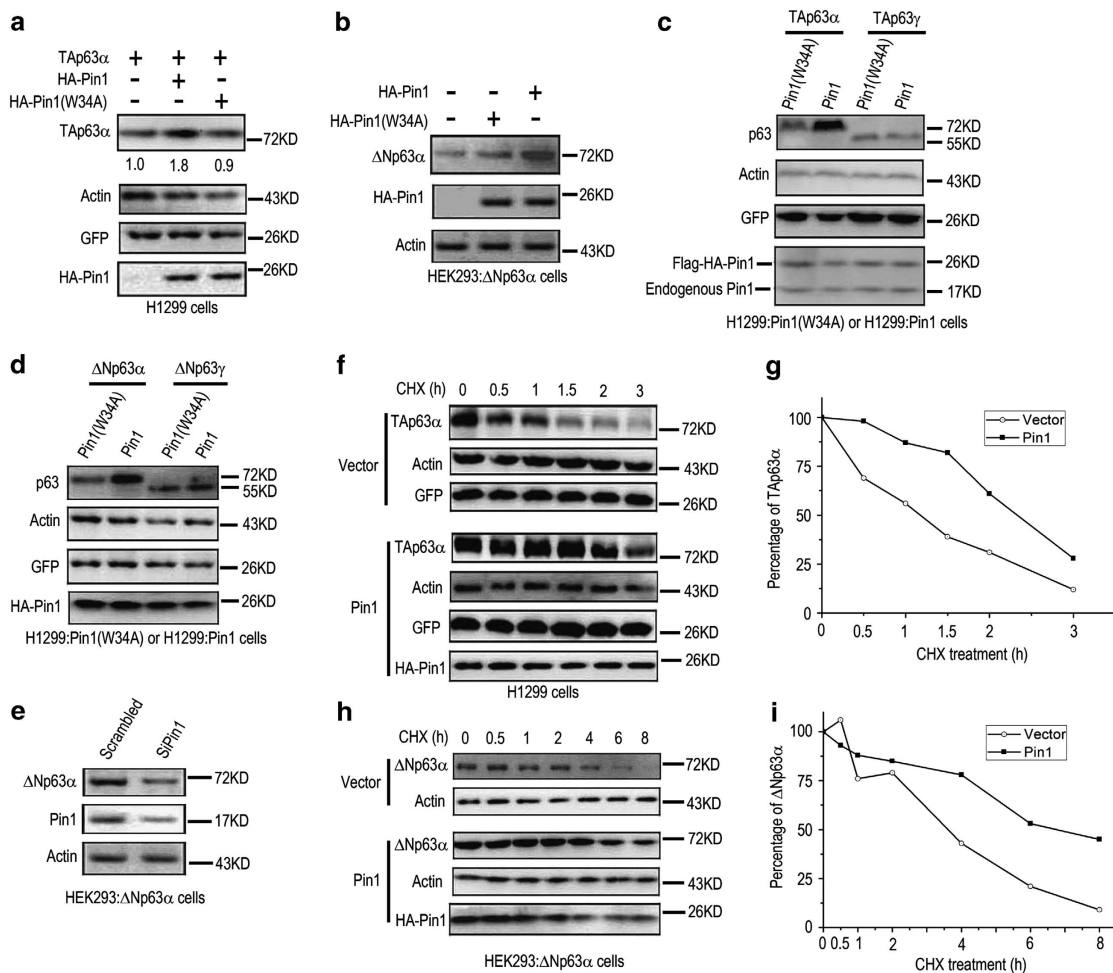 a
TAp63α + + +
HA-Pin1 - + -
HA-Pin1(W34A) - - +
TAp63α
72KD
1.0 1.8 0.9
Actin
43KD
GFP
26KD
HA-Pin1
26KD
H1299 cells
b
HA-Pin1 - - +
HA-Pin1(W34A) - + -
ΔNp63α
72KD
HA-Pin1
26KD
Actin
43KD
HEK293:ΔNp63α cells
c
TAp63α TAp63γ
Pin1(W34A) Pin1 Pin1(W34A) Pin1
p63
72KD
55KD
Actin
43KD
GFP
26KD
Flag-HA-Pin1
26KD
Endogenous Pin1
17KD
H1299:Pin1(W34A) or H1299:Pin1 cells
d
ΔNp63α ΔNp63γ
Pin1(W34A) Pin1 Pin1(W34A) Pin1
p63
72KD
55KD
Actin
43KD
GFP
26KD
HA-Pin1
26KD
H1299:Pin1(W34A) or H1299:Pin1 cells
e
Scrambled SiPin1
ΔNp63α
72KD
Pin1
17KD
Actin
43KD
HEK293:ΔNp63α cells
f
CHX (h) 0 0.5 1 1.5 2 3
Vector
TAp63α
72KD
Actin
43KD
GFP
26KD
Pin1
TAp63α
72KD
Actin
43KD
GFP
26KD
HA-Pin1
26KD
H1299 cells
g
Vector
Pin1
Percentage of TAp63α
100
75
50
25
0
0 0.5 1 1.5 2 3
CHX treatment (h)
h
CHX (h) 0 0.5 1 2 4 6 8
Vector
ΔNp63α
72KD
Actin
43KD
Pin1
ΔNp63α
72KD
Actin
43KD
HA-Pin1
26KD
HEK293:ΔNp63α cells
i
Vector
Pin1
Percentage of ΔNp63α
100
75
50
25
0
0 0.5 1 2 4 6 8
CHX treatment (h)